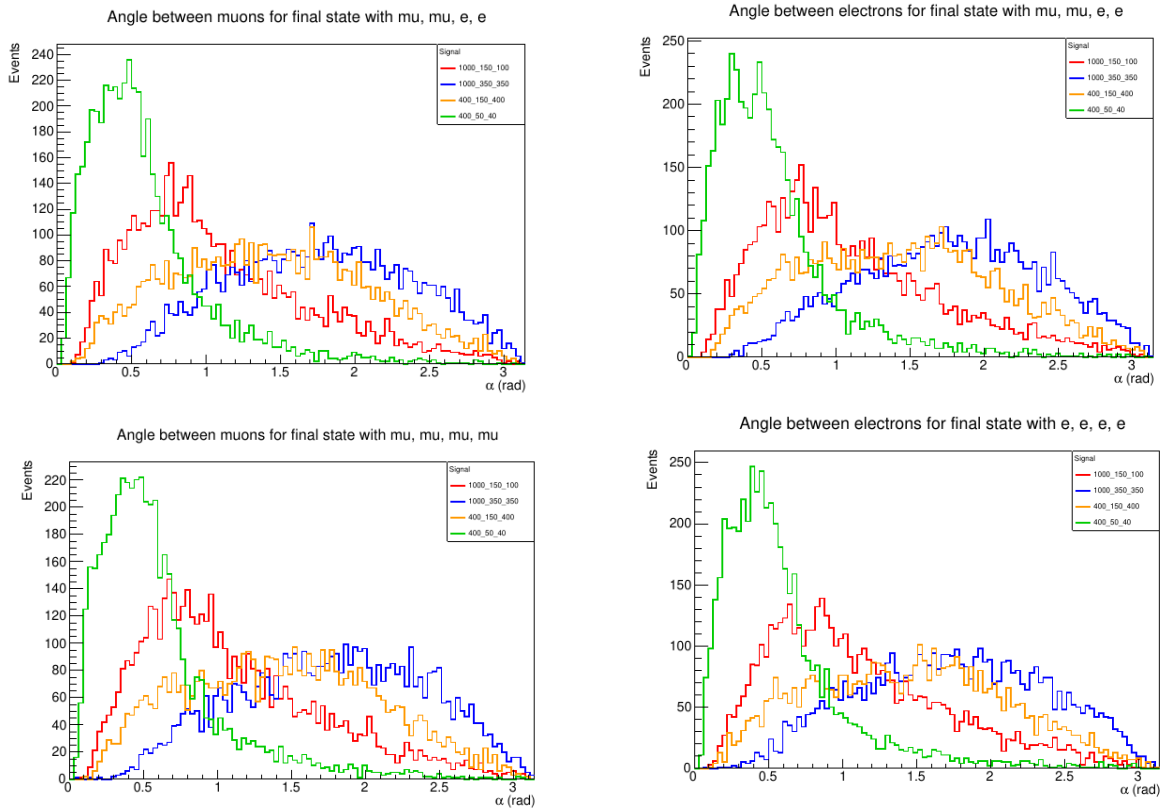 Angle between muons for final state with mu, mu, e, e
Events
240
220
200
180
160
140
120
100
80
60
40
20
0
0 0.5 1 1.5 2 2.5 3
α (rad)
Signal
1000_150_100
1000_350_350
400_150_400
400_50_40
Angle between electrons for final state with mu, mu, e, e
Events
250
200
150
100
50
0
0 0.5 1 1.5 2 2.5 3
α (rad)
Signal
1000_150_100
1000_350_350
400_150_400
400_50_40
Angle between muons for final state with mu, mu, mu, mu
Events
220
200
180
160
140
120
100
80
60
40
20
0
0 0.5 1 1.5 2 2.5 3
α (rad)
Signal
1000_150_100
1000_350_350
400_150_400
400_50_40
Angle between electrons for final state with e, e, e, e
Events
250
200
150
100
50
0
0 0.5 1 1.5 2 2.5 3
α (rad)
Signal
1000_150_100
1000_350_350
400_150_400
400_50_40